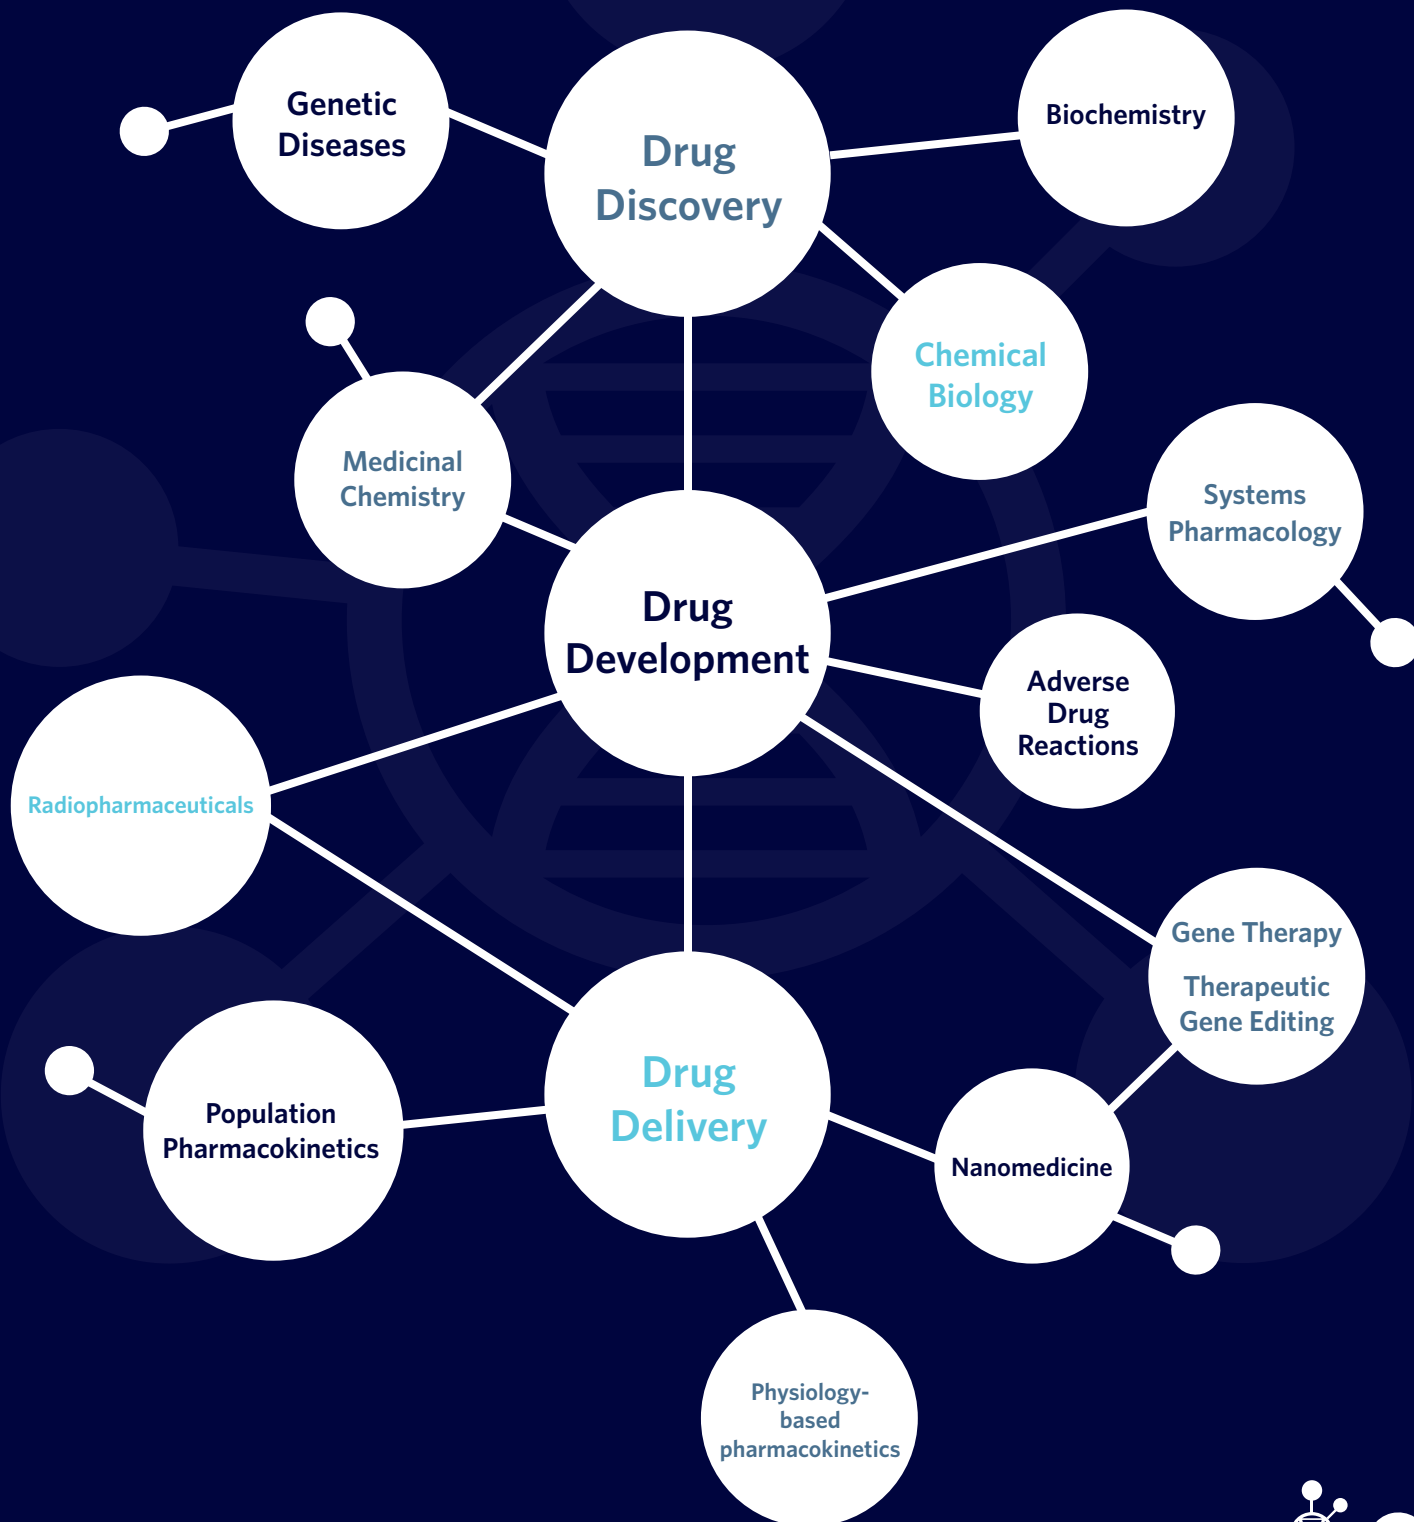 Genetic
Diseases
Drug
Discovery
Biochemistry
Chemical
Biology
Medicinal
Chemistry
Systems
Pharmacology
Drug
Development
Adverse
Drug
Reactions
Radiopharmaceuticals
Gene Therapy
Therapeutic
Gene Editing
Drug
Delivery
Population
Pharmacokinetics
Nanomedicine
Physiology-
based
pharmacokinetics